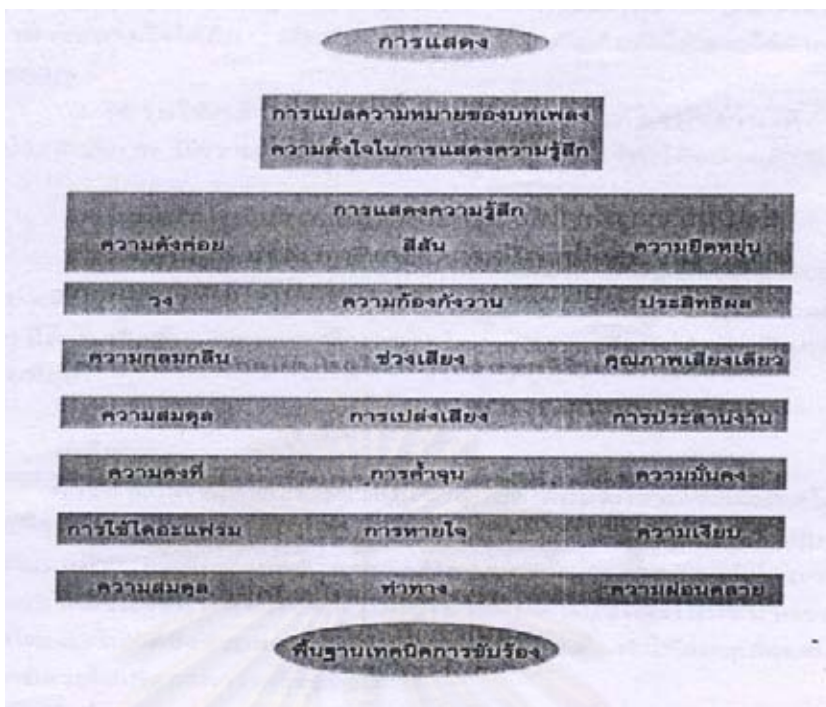 การแสดง
การแปลความหมายของบทเพลง
ความตั้งใจในการแสดงความรู้สึก
การแสดงความรู้สึก
ความดังค่อย สีสัน ความยืดหยุ่น
วง ความก้องกังวาน ประสิทธิผล
ความกลมกลืน ช่วงเสียง คุณภาพเสียงเดียว
ความสมดุล การเปล่งเสียง การประสานงาน
ความคงที่ การค้ำจุน ความมั่นคง
การใช้ไดอะแฟรม การหายใจ ความเงียบ
ความสมดุล ท่าทาง ความผ่อนคลาย
พื้นฐานเทคนิคการขับร้อง